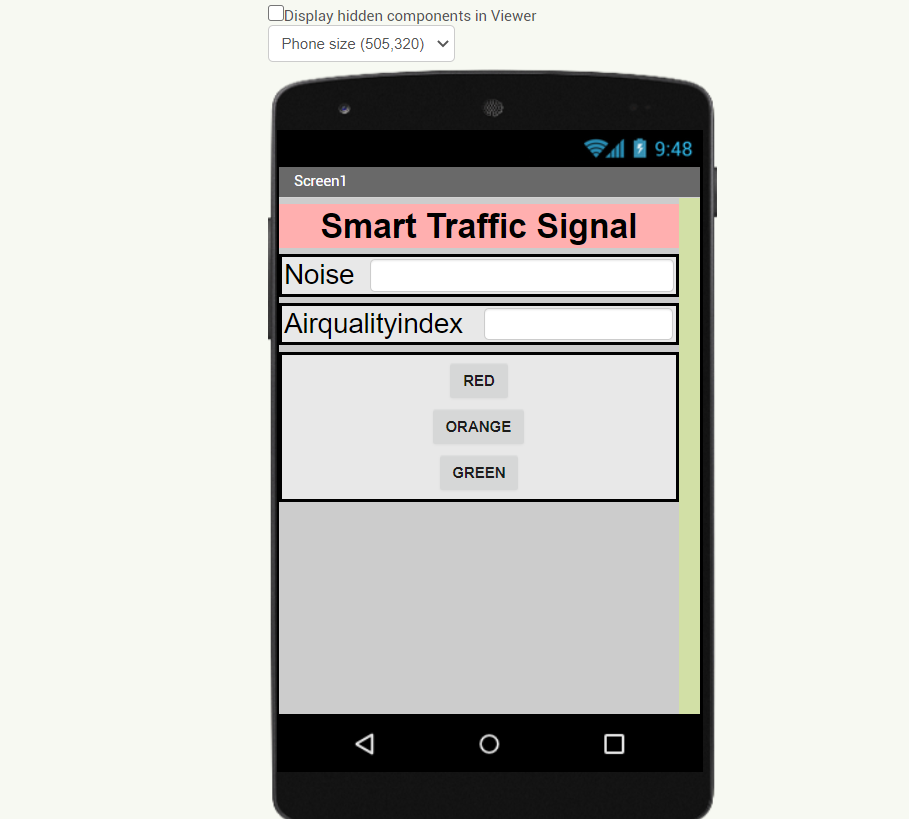 Display hidden components in Viewer
Phone size (505,320)
9:48
Screen1
Smart Traffic Signal
Noise
Airqualityindex
RED
ORANGE
GREEN